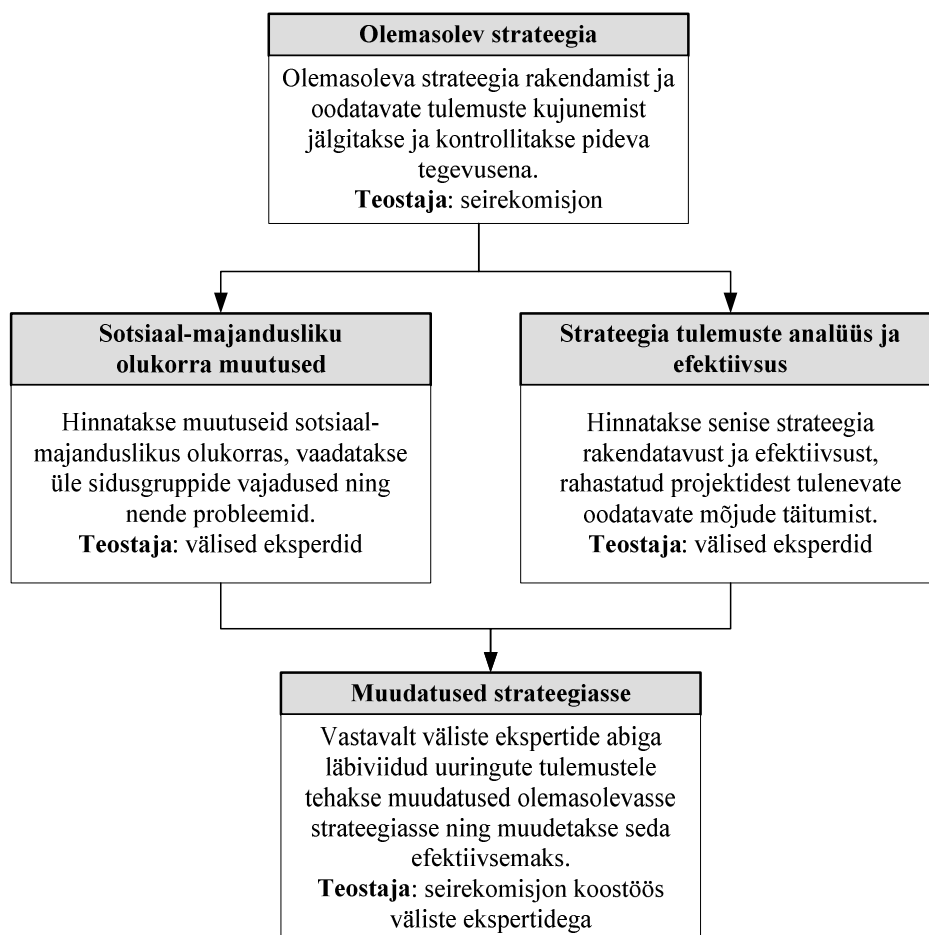 Olemasolev strateegia
Olemasoleva strateegia rakendamist ja
oodatavate tulemuste kujunemist
jälgitakse ja kontrollitakse pideva
tegevusena.
Teostaja: seirekomisjon
Sotsiaal-majandusliku
olukorra muutused
Hinnatakse muutuseid sotsiaal-
majanduslikus olukorras, vaadatakse
üle sidusgruppide vajadused ning
nende probleemid.
Teostaja: välised eksperdid
Strateegia tulemuste analüüs ja
efektiivsus
Hinnatakse senise strateegia
rakendatavust ja efektiivsust,
rahastatud projektidest tulenevate
oodatavate mõjude täitumist.
Teostaja: välised eksperdid
Muudatused strateegiasse
Vastavalt väliste ekspertide abiga
läbiviidud uuringute tulemustele
tehakse muudatused olemasolevasse
strateegiasse ning muudetakse seda
efektiivsemaks.
Teostaja: seirekomisjon koostöös
väliste ekspertidega